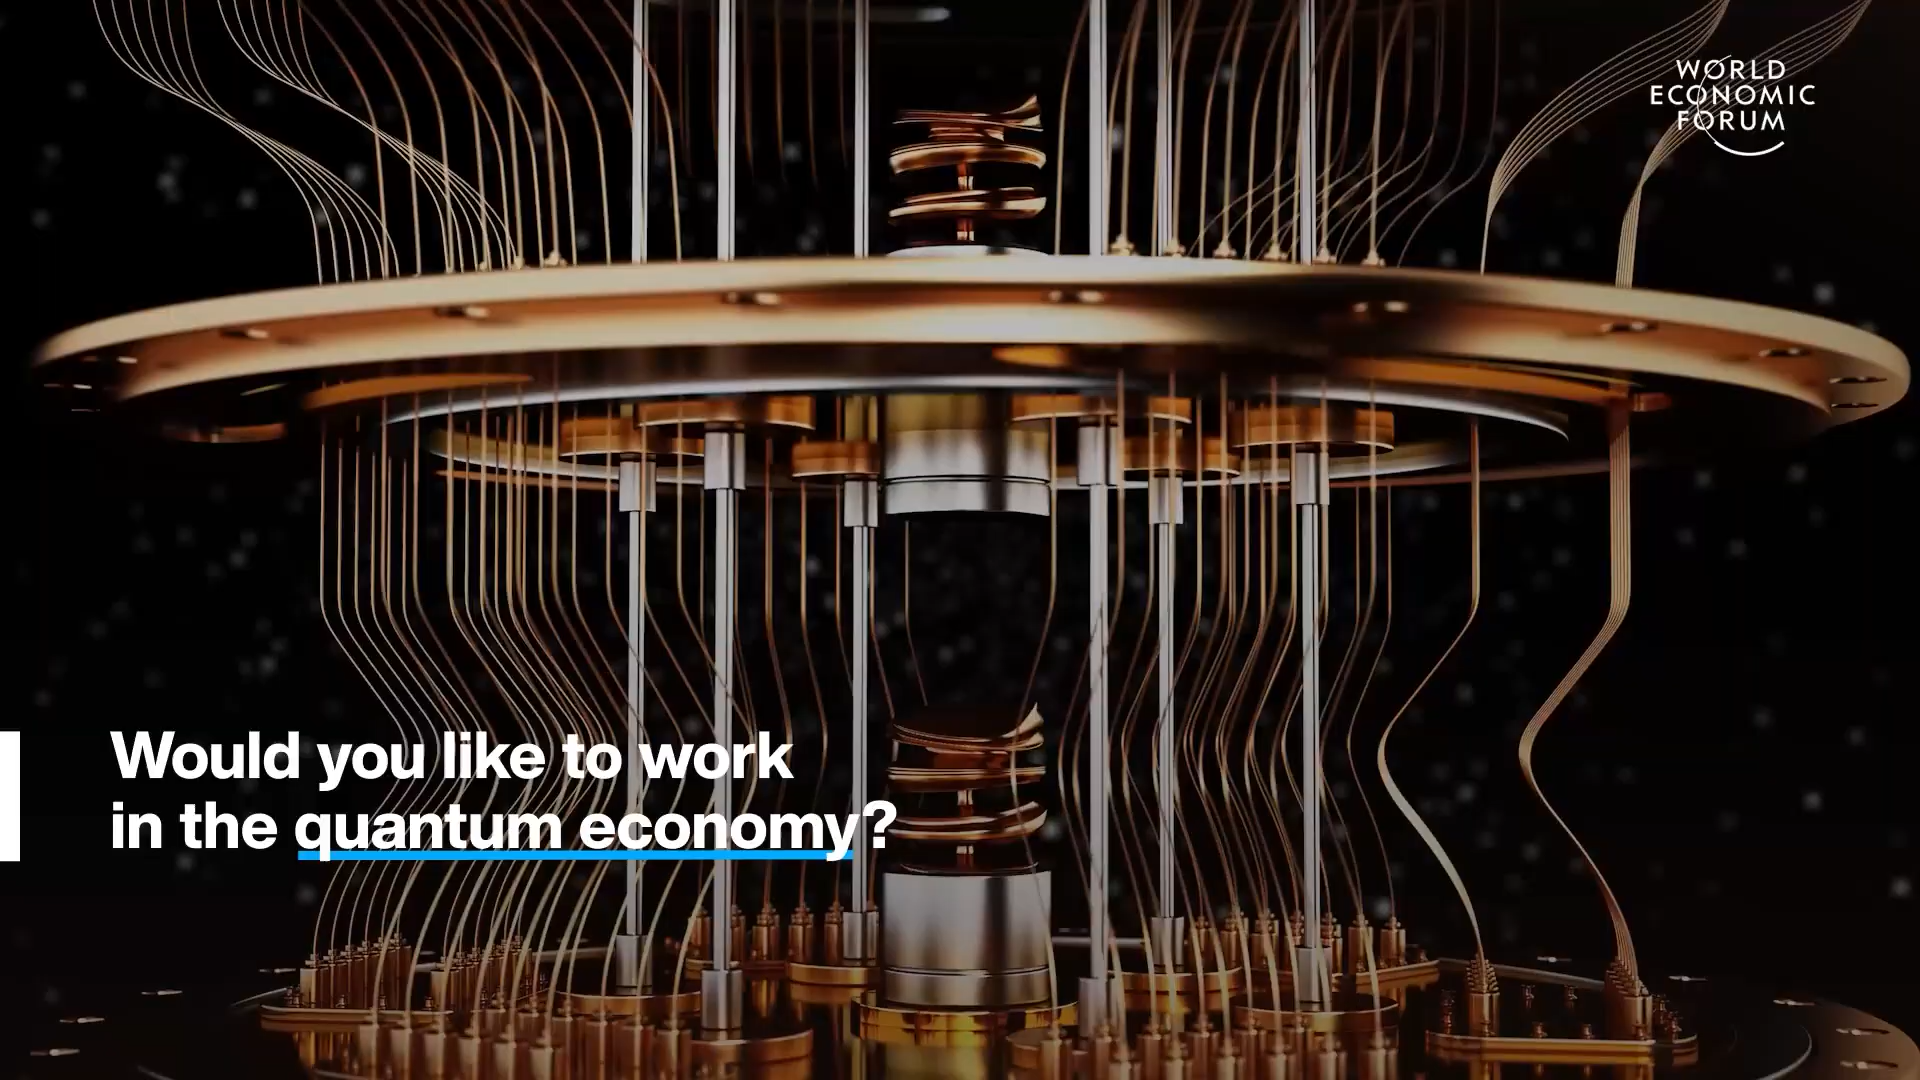 WORLD
ECONOMIC
FORUM
Would you like to work
in the quantum economy?